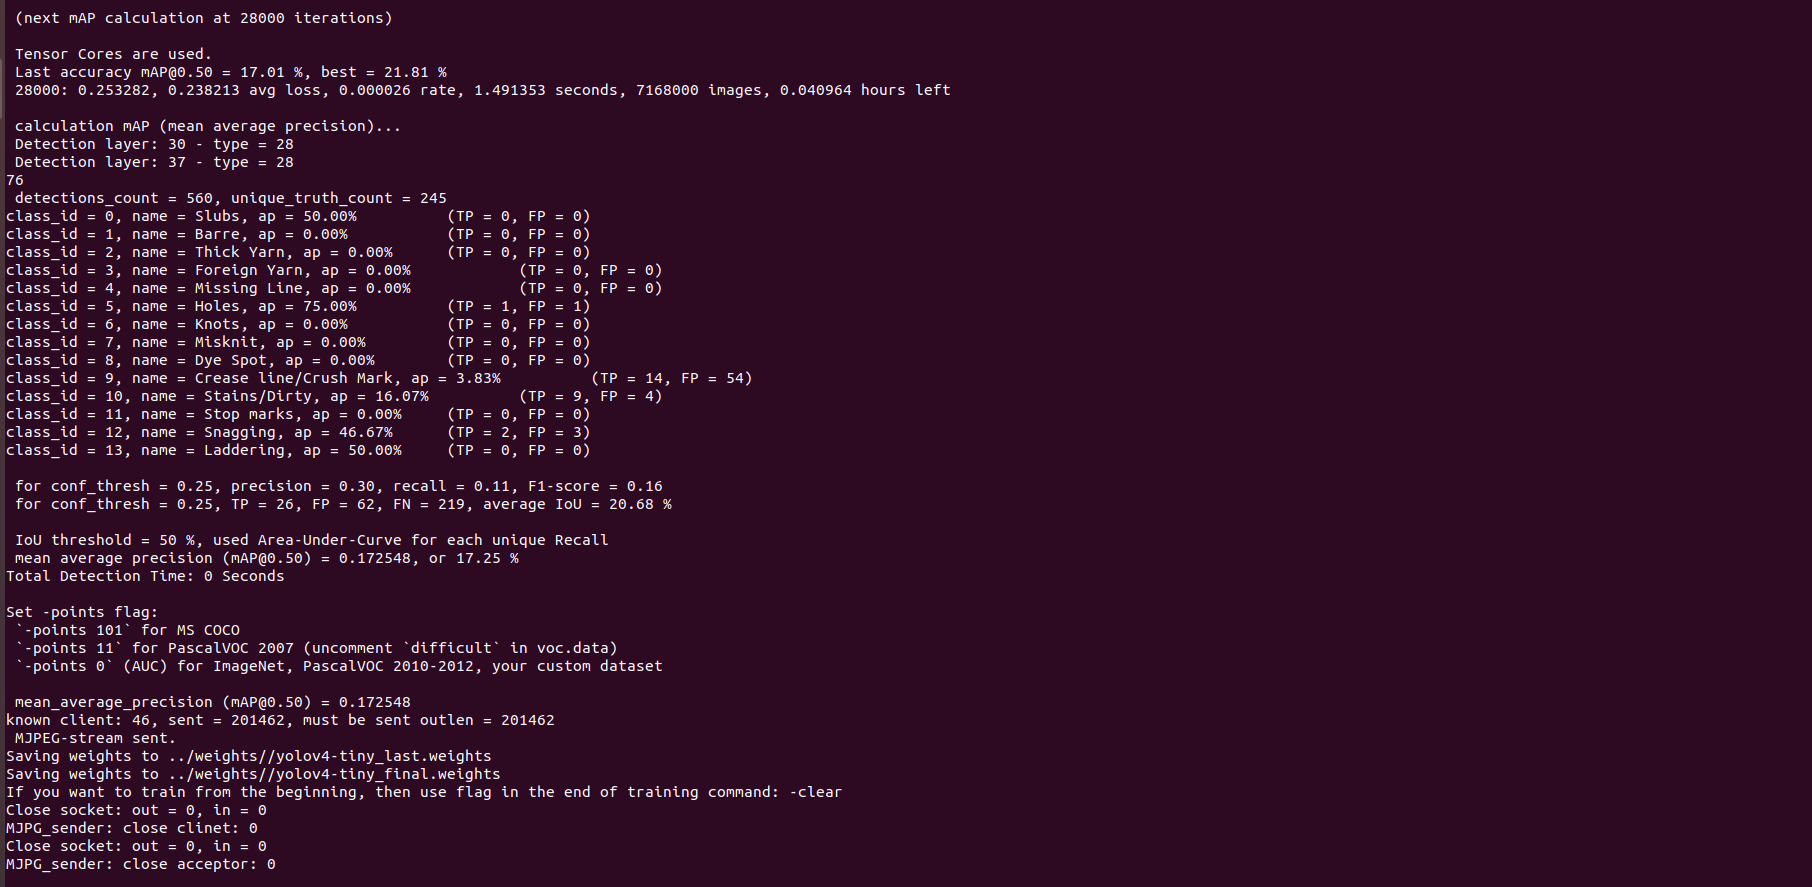 (next mAP calculation at 28000 iterations)
Tensor Cores are used.
Last accuracy mAP@0.50 = 17.01 %, best = 21.81 %
28000: 0.253282, 0.238213 avg loss, 0.000026 rate, 1.491353 seconds, 7168000 images, 0.040964 hours left
calculation mAP (mean average precision)...
Detection layer: 30 - type = 28
Detection layer: 37 - type = 28
76
detections_count = 560, unique_truth_count = 245
class_id = 0, name = Slubs, ap = 50.00% (TP = 0, FP = 0)
class_id = 1, name = Barre, ap = 0.00% (TP = 0, FP = 0)
class_id = 2, name = Thick Yarn, ap = 0.00% (TP = 0, FP = 0)
class_id = 3, name = Foreign Yarn, ap = 0.00% (TP = 0, FP = 0)
class_id = 4, name = Missing Line, ap = 0.00% (TP = 0, FP = 0)
class_id = 5, name = Holes, ap = 75.00% (TP = 1, FP = 1)
class_id = 6, name = Knots, ap = 0.00% (TP = 0, FP = 0)
class_id = 7, name = Misknit, ap = 0.00% (TP = 0, FP = 0)
class_id = 8, name = Dye Spot, ap = 0.00% (TP = 0, FP = 0)
class_id = 9, name = Crease line/Crush Mark, ap = 3.83% (TP = 14, FP = 54)
class_id = 10, name = Stains/Dirty, ap = 16.07% (TP = 9, FP = 4)
class_id = 11, name = Stop marks, ap = 0.00% (TP = 0, FP = 0)
class_id = 12, name = Snagging, ap = 46.67% (TP = 2, FP = 3)
class_id = 13, name = Laddering, ap = 50.00% (TP = 0, FP = 0)
for conf_thresh = 0.25, precision = 0.30, recall = 0.11, F1-score = 0.16
for conf_thresh = 0.25, TP = 26, FP = 62, FN = 219, average IoU = 20.68 %
IoU threshold = 50 %, used Area-Under-Curve for each unique Recall
mean average precision (mAP@0.50) = 0.172548, or 17.25 %
Total Detection Time: 0 Seconds
Set -points flag:
`-points 101` for MS COCO
`-points 11` for PascalVOC 2007 (uncomment `difficult` in voc.data)
`-points 0` (AUC) for ImageNet, PascalVOC 2010-2012, your custom dataset
mean_average_precision (mAP@0.50) = 0.172548
known client: 46, sent = 201462, must be sent outlen = 201462
MJPEG-stream sent.
Saving weights to ../weights//yolov4-tiny_last.weights
Saving weights to ../weights//yolov4-tiny_final.weights
If you want to train from the beginning, then use flag in the end of training command: -clear
Close socket: out = 0, in = 0
MJPG_sender: close clinet: 0
Close socket: out = 0, in = 0
MJPG_sender: close acceptor: 0